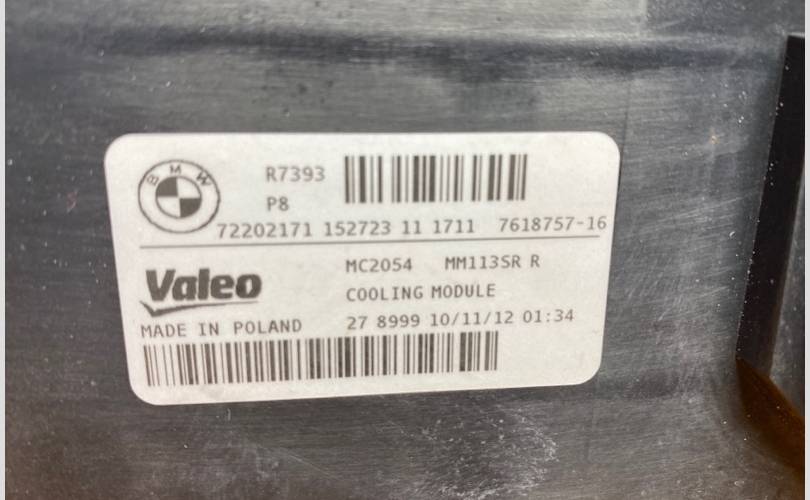 BMW
R7393
P8
72202171 152723 11 1711 7618757-16
Valeo
MC2054 MM113SR R
COOLING MODULE
MADE IN POLAND 27 8999 10/11/12 01:34